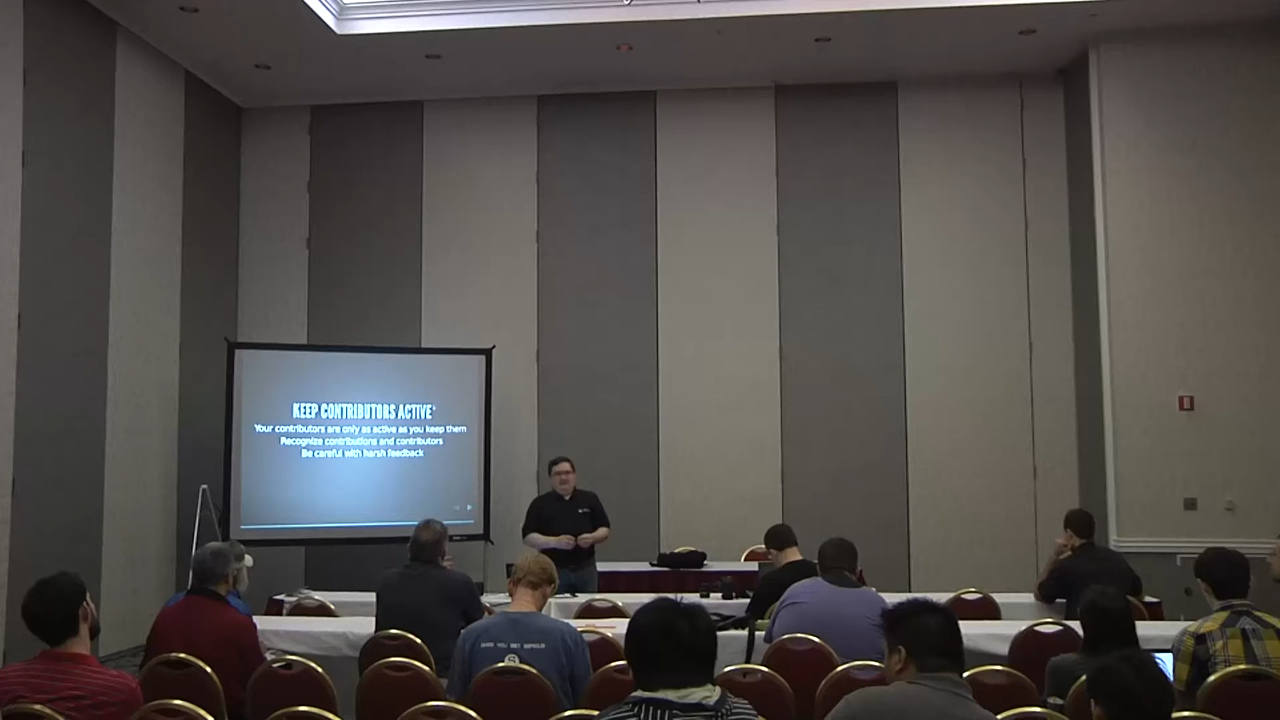 KEEP CONTRIBUTORS ACTIVE*
Your contributors are only as active as you keep them
Recognize contributions and contributors
Be careful with harsh feedback